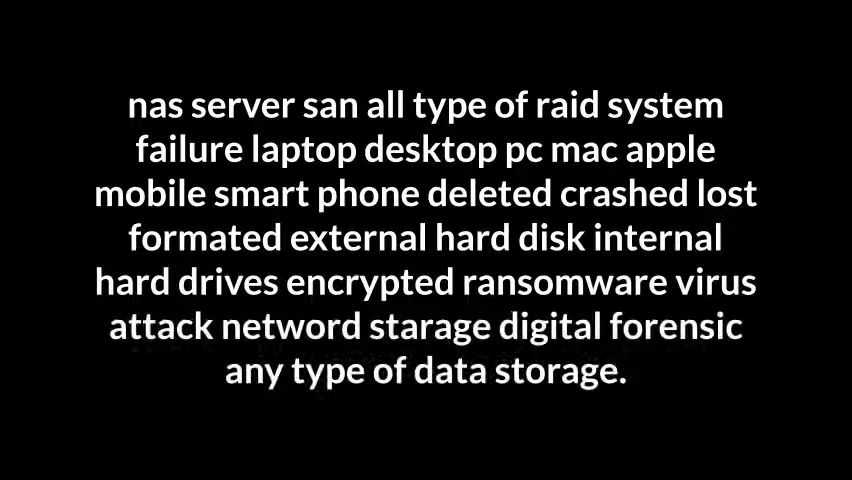 nas server san all type of raid system
failure laptop desktop pc mac apple
mobile smart phone deleted crashed lost
formated external hard disk internal
hard drives encrypted ransomware virus
attack netword starage digital forensic
any type of data storage.